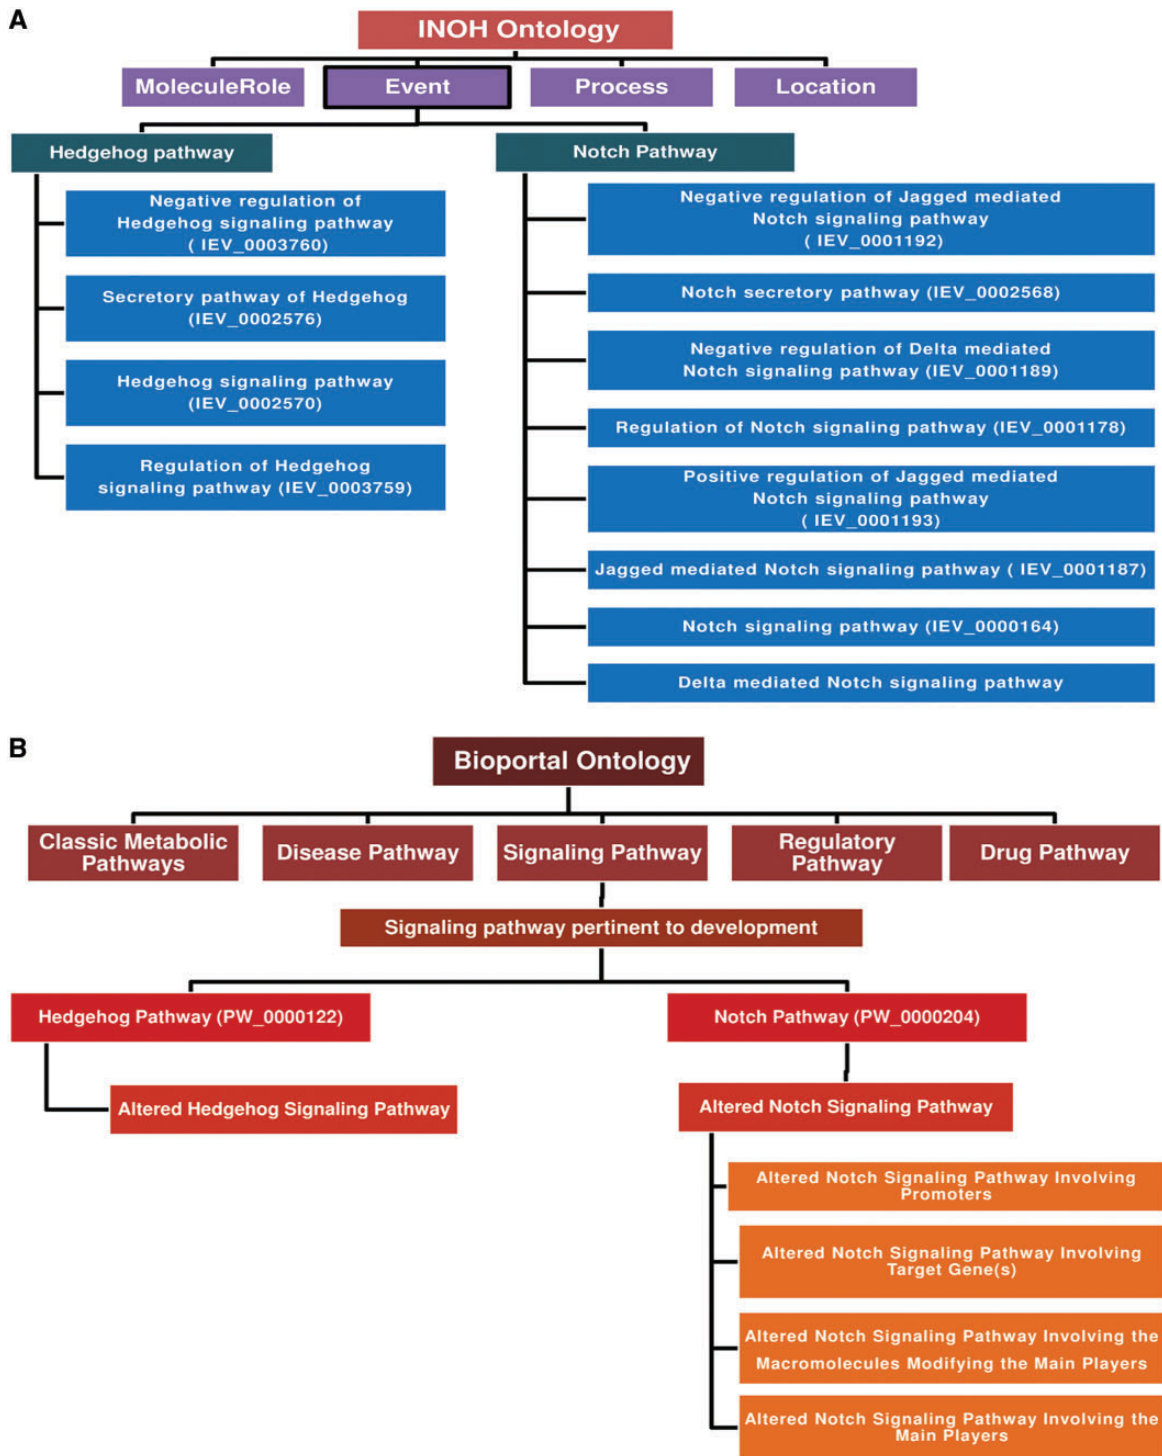 A
INOH Ontology
MoleculeRole
Event
Process
Location
Hedgehog pathway
Notch Pathway
Negative regulation of
Hedgehog signaling pathway
( IEV_0003760)
Secretory pathway of Hedgehog
(IEV_0002576)
Hedgehog signaling pathway
(IEV_0002570)
Regulation of Hedgehog
signaling pathway (IEV_0003759)
Negative regulation of Jagged mediated
Notch signaling pathway
( IEV_0001192)
Notch secretory pathway (IEV_0002568)
Negative regulation of Delta mediated
Notch signaling pathway (IEV_0001189)
Regulation of Notch signaling pathway (IEV_0001178)
Positive regulation of Jagged mediated
Notch signaling pathway
( IEV_0001193)
Jagged mediated Notch signaling pathway ( IEV_0001187)
Notch signaling pathway (IEV_0000164)
Delta mediated Notch signaling pathway
B
Bioportal Ontology
Classic Metabolic
Pathways
Disease Pathway
Signaling Pathway
Regulatory
Pathway
Drug Pathway
Signaling pathway pertinent to development
Hedgehog Pathway (PW_0000122)
Notch Pathway (PW_0000204)
Altered Hedgehog Signaling Pathway
Altered Notch Signaling Pathway
Altered Notch Signaling Pathway Involving
Promoters
Altered Notch Signaling Pathway Involving
Target Gene(s)
Altered Notch Signaling Pathway Involving the
Macromolecules Modifying the Main Players
Altered Notch Signaling Pathway Involving the
Main Players